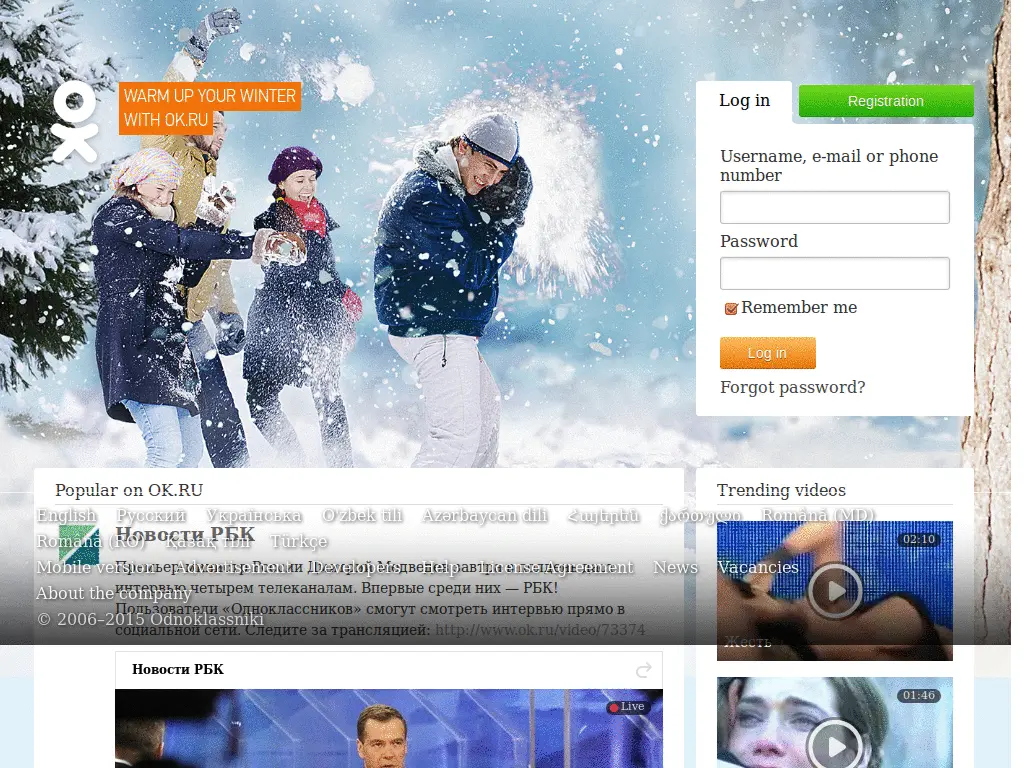 WARM UP YOUR WINTER
WITH OK.RU
Log in
Registration
Username, e-mail or phone
number
Password
Remember me
Log in
Forgot password?
Popular on OK.RU
Trending videos
English Русский Українська O'zbek tili Azərbaycan dili Հայերեն ქართული Română (MD)
Română (RO) Қазақ тілі Türkçe
Новости РБК
Mobile version Advertisement Developers Help License Agreement News Vacancies
About the company
интервью четырем телеканалам. Впервые среди них — РБК!
Пользователи «Одноклассников» смогут смотреть интервью прямо в
© 2006–2015 Odnoklassniki
социальной сети. Следите за трансляцией: http://www.ok.ru/video/73374
02:10
Жесть
Новости РБК
Live
01:46